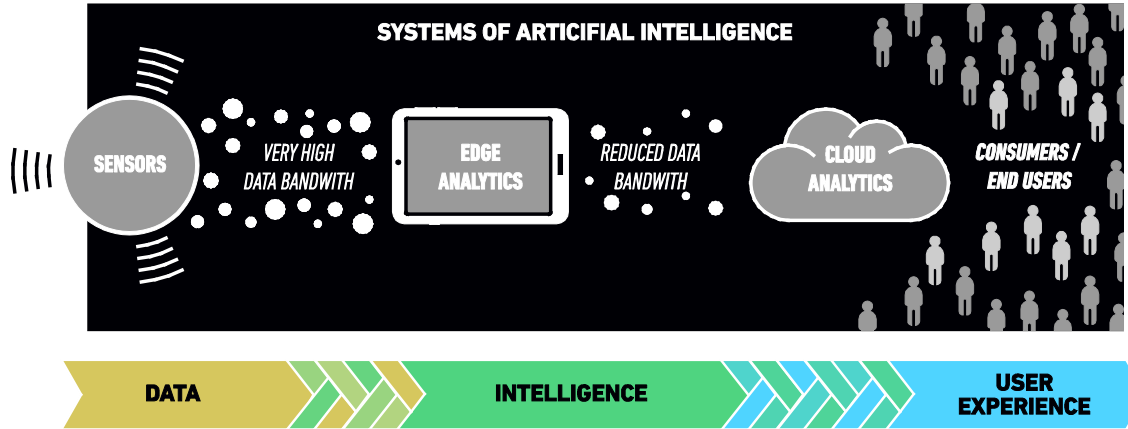 SYSTEMS OF ARTICIFIAL INTELLIGENCE
SENSORS
VERY HIGH
DATA BANDWITH
EDGE
ANALYTICS
REDUCED DATA
BANDWITH
CLOUD
ANALYTICS
CONSUMERS /
END USERS
DATA
INTELLIGENCE
USER
EXPERIENCE